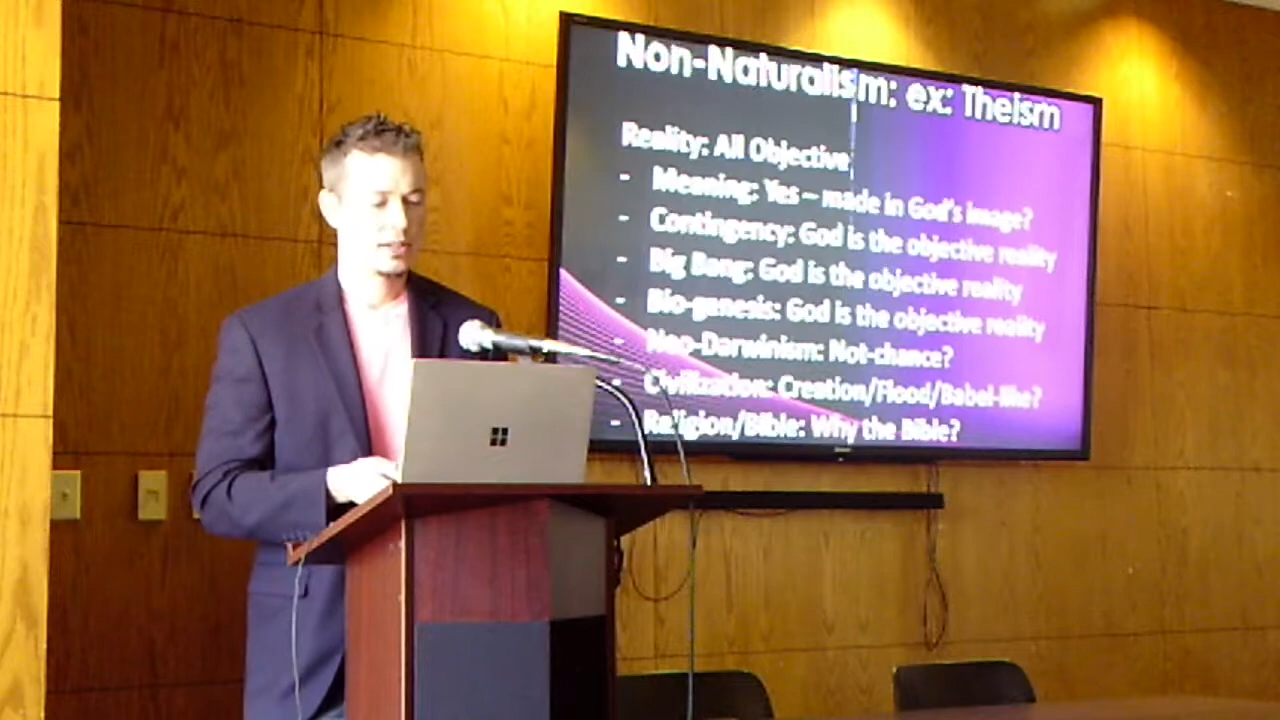 Non-Naturalism: ex: Theism
Reality: All Objective
- Meaning: Yes – made in God's image?
- Contingency: God is the objective reality
- Big Bang: God is the objective reality
- Bio-genesis: God is the objective reality
- Neo-Darwinism: Not-chance?
- Civilization: Creation/Flood/Babel-like?
- Religion/Bible: Why the Bible?